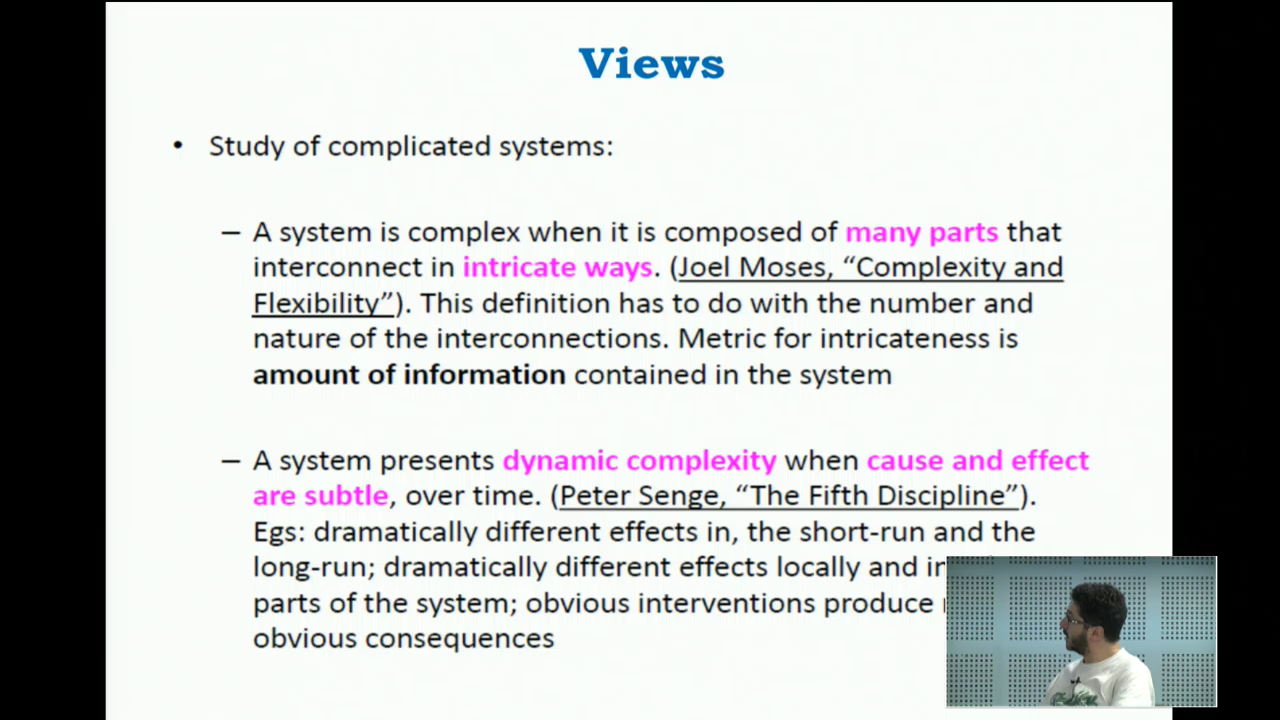 Views
• Study of complicated systems:
– A system is complex when it is composed of many parts that
interconnect in intricate ways. (Joel Moses, “Complexity and
Flexibility”). This definition has to do with the number and
nature of the interconnections. Metric for intricateness is
amount of information contained in the system
– A system presents dynamic complexity when cause and effect
are subtle, over time. (Peter Senge, “The Fifth Discipline”).
Egs: dramatically different effects in, the short-run and the
long-run; dramatically different effects locally and in
parts of the system; obvious interventions produce
obvious consequences